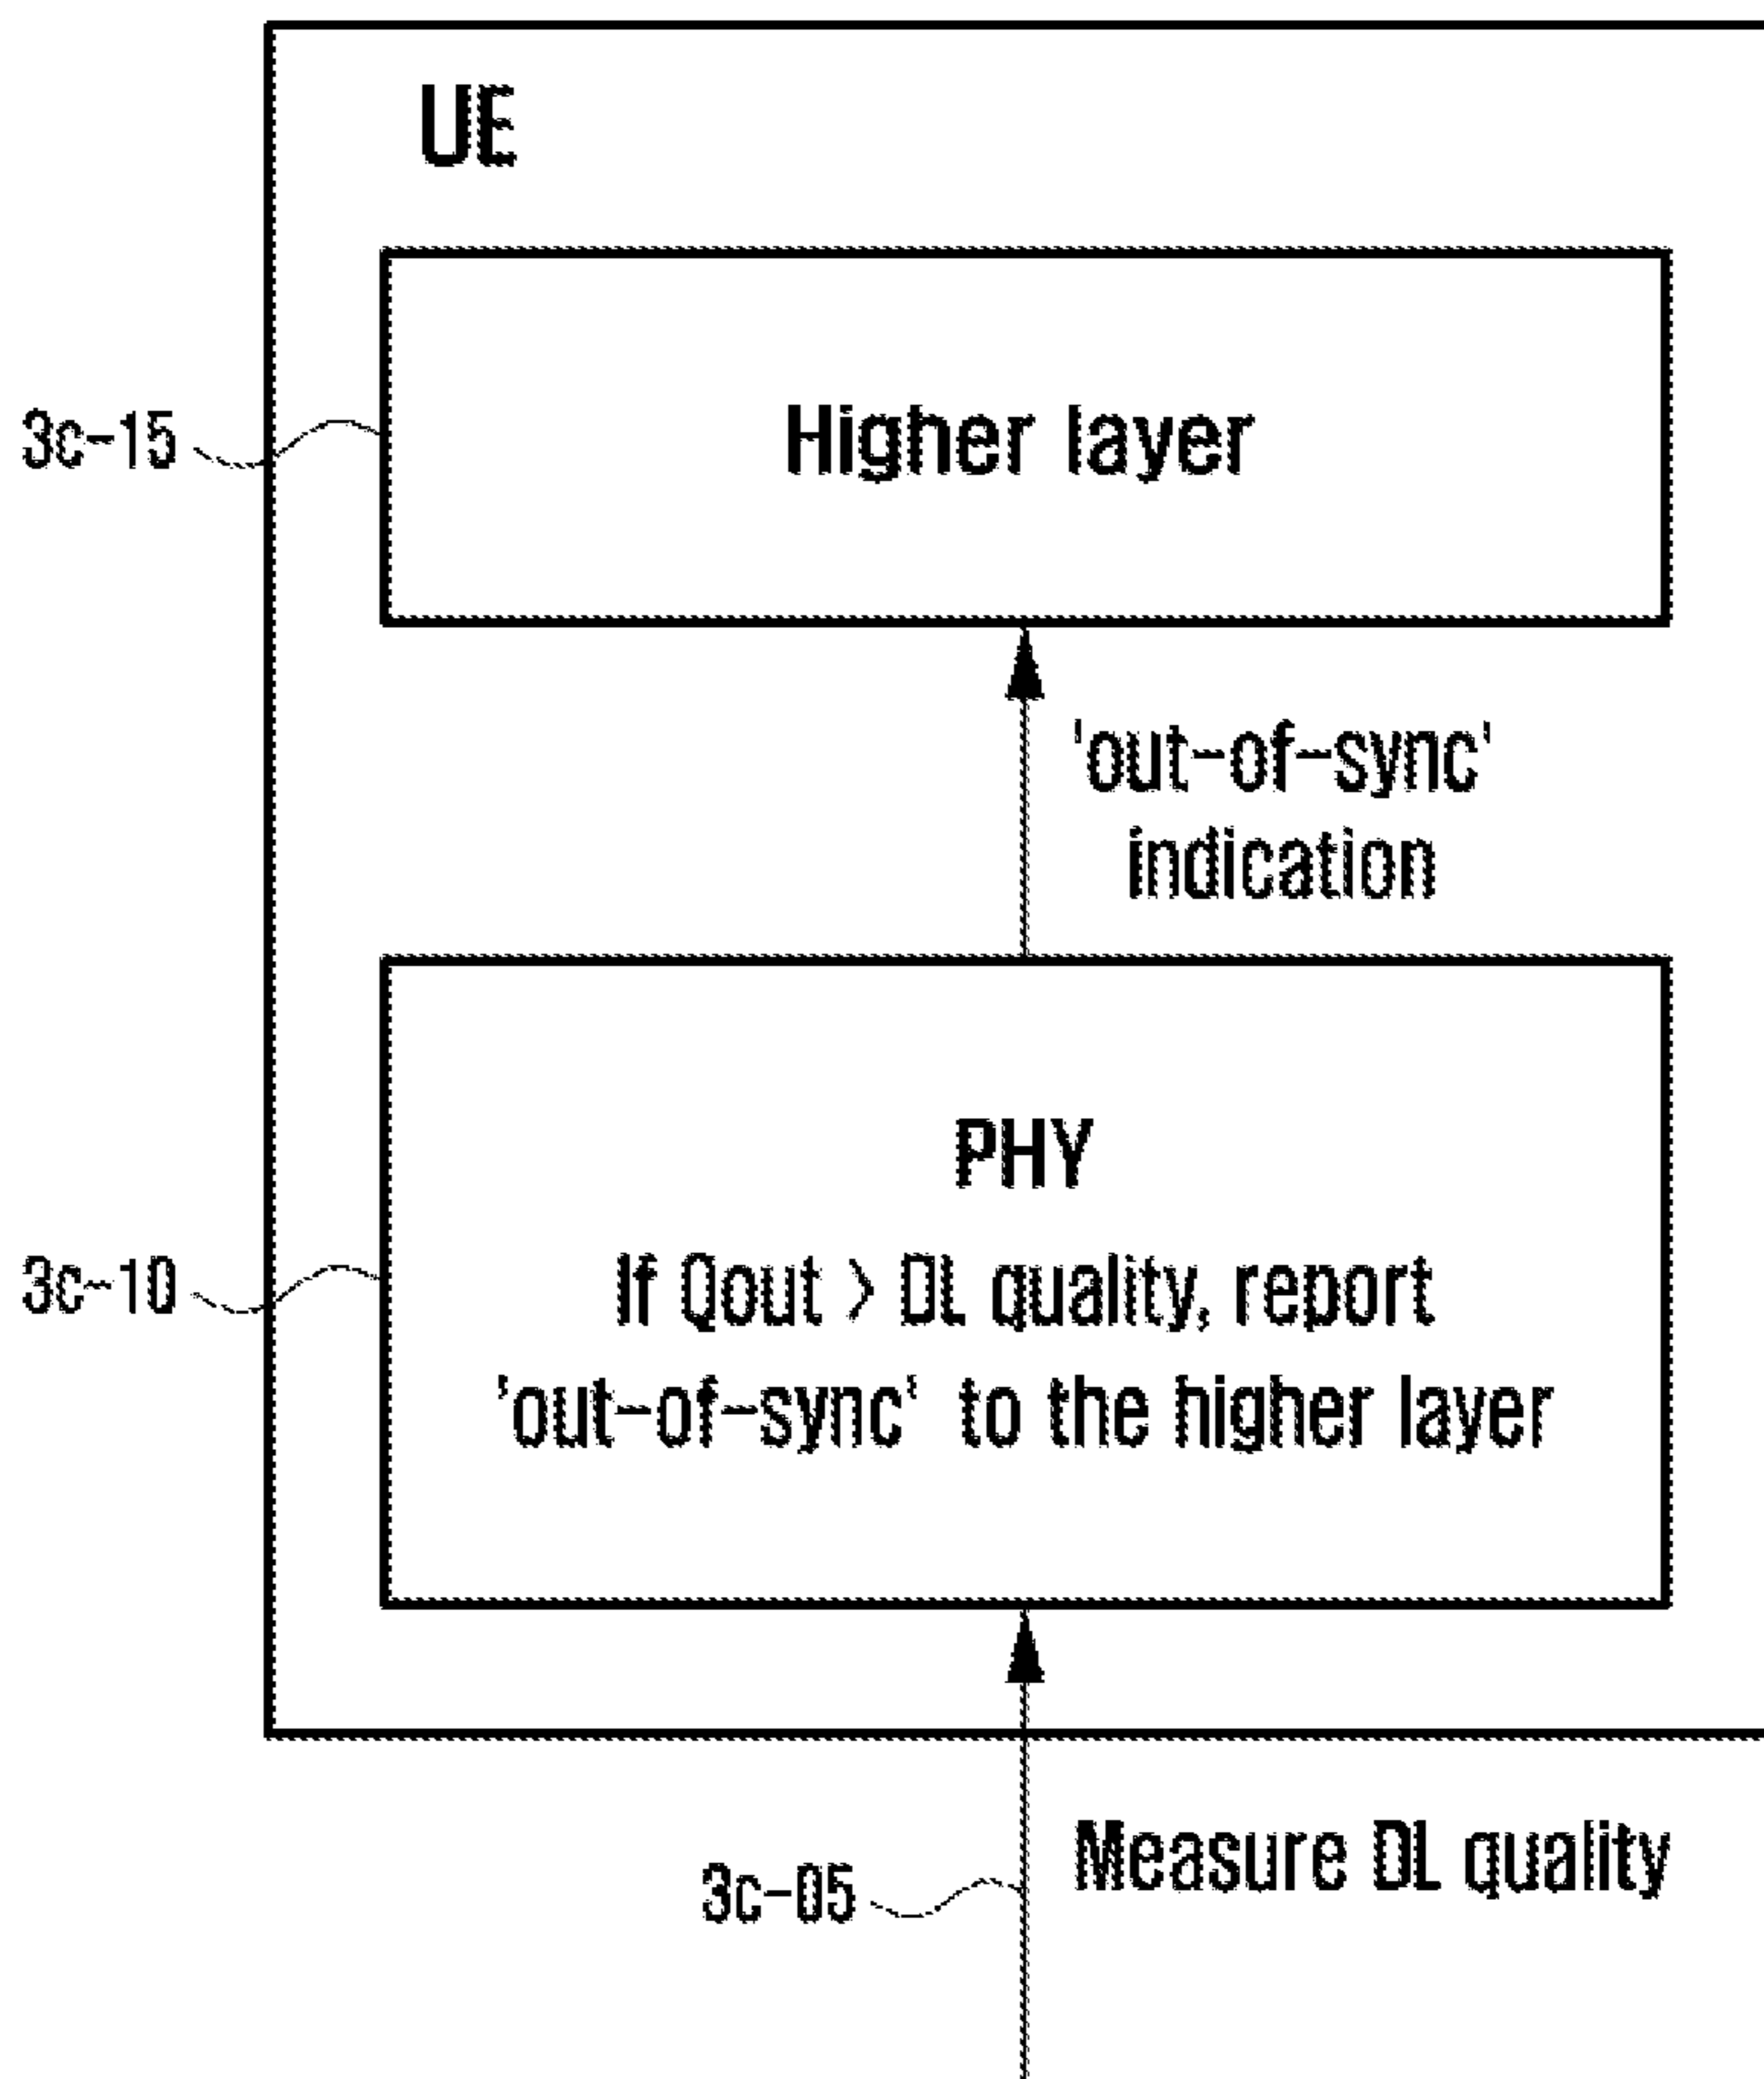 UE
3c-15
Higher layer
'out-of-sync'
indication
PHY
3c-10
If Qout > DL quality, report
'out-of-sync' to the higher layer
Measure DL quality
3c-05